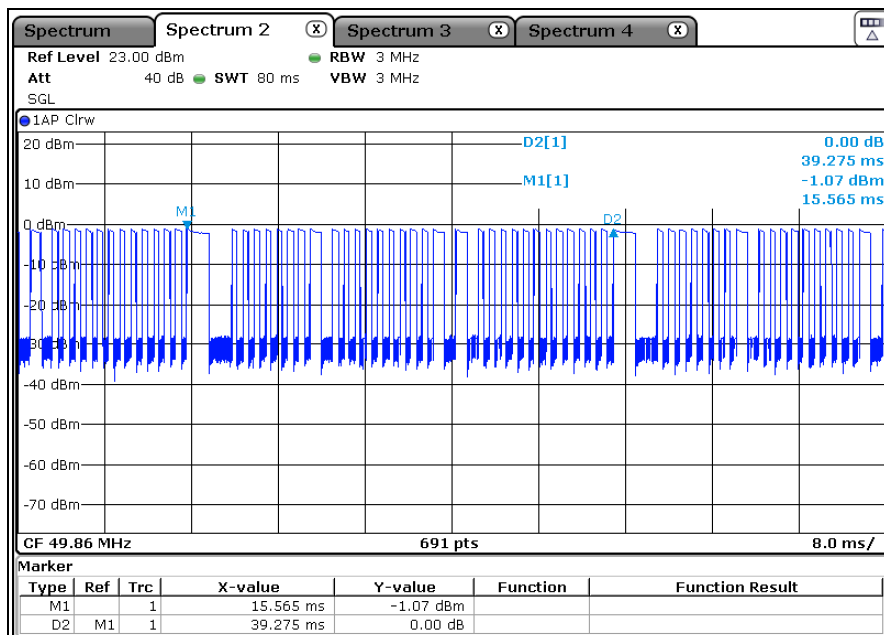 Spectrum Spectrum 2 X Spectrum 3 X Spectrum 4 X
Ref Level 23.00 dBm RBW 3 MHz
Att 40 dB SWT 80 ms VBW 3 MHz
SGL
1AP Clrw
20 dBm D2[1] 0.00 dB
39.275 ms
10 dBm M1[1] -1.07 dBm
15.565 ms
M1
D2
0 dBm
-10 dBm
-20 dBm
-30 dBm
-40 dBm
-50 dBm
-60 dBm
-70 dBm
CF 49.86 MHz 691 pts 8.0 ms/
Marker
Type Ref Trc X-value Y-value Function Function Result
M1 1 15.565 ms -1.07 dBm
D2 M1 1 39.275 ms 0.00 dB